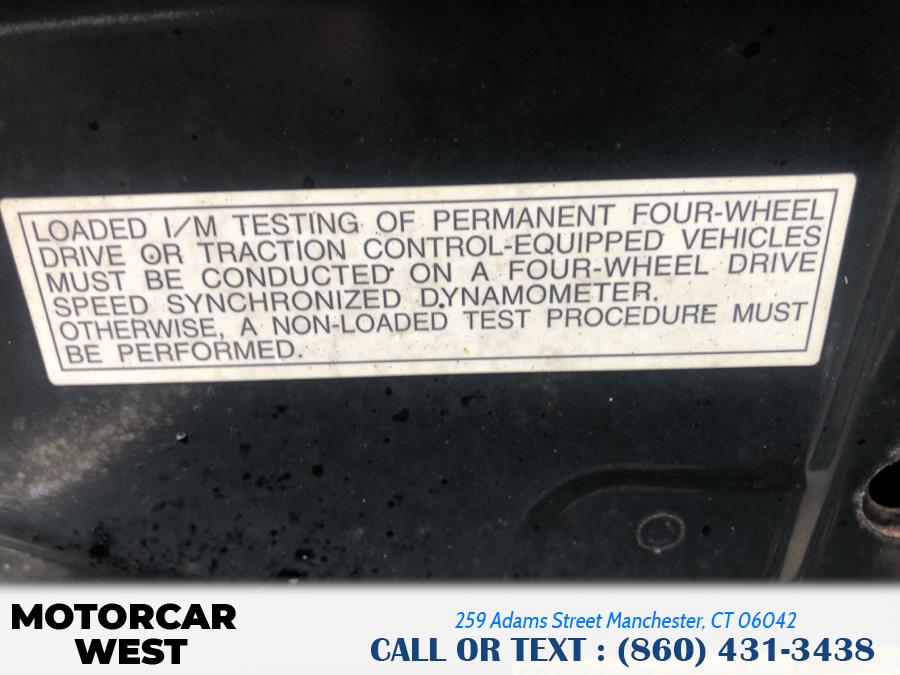 LOADED I/M TESTING OF PERMANENT FOUR-WHEEL
DRIVE OR TRACTION CONTROL-EQUIPPED VEHICLES
MUST BE CONDUCTED ON A FOUR-WHEEL DRIVE
SPEED SYNCHRONIZED DYNAMOMETER.
OTHERWISE, A NON-LOADED TEST PROCEDURE MUST
BE PERFORMED.
MOTORCAR
WEST
259 Adams Street Manchester, CT 06042
CALL OR TEXT : (860) 431-3438